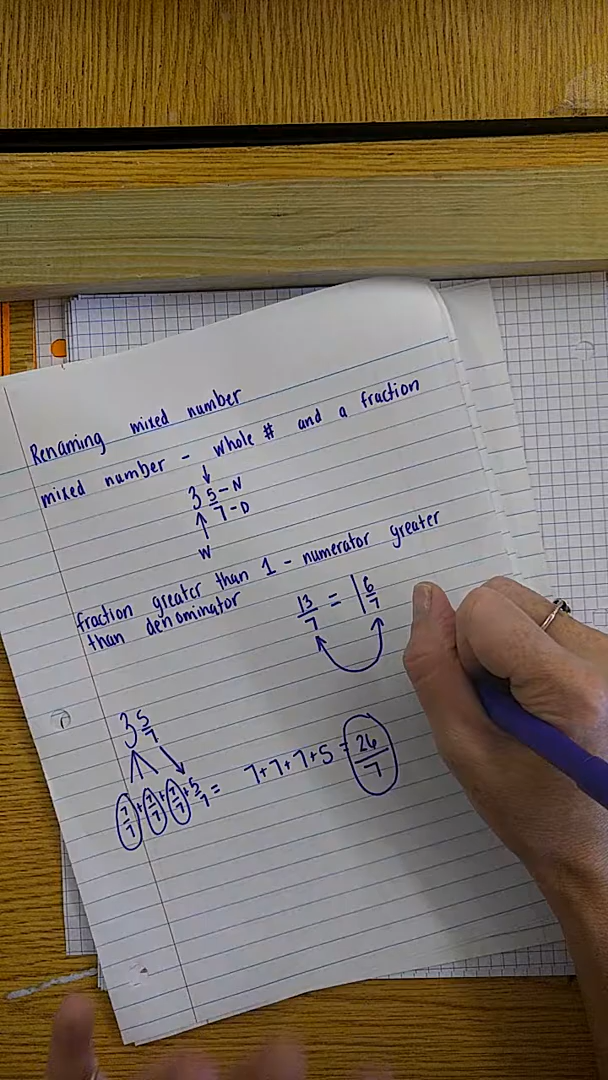 Renaming mixed number
mixed number - whole # and a fraction
3 5/7 - N
- D
W
fraction greater than 1 - numerator greater
than denominator
13/7 = 1 6/7
3 5/7
7/7 + 7/7 + 7/7 + 5/7 =
7+7+7+5 = 26/7